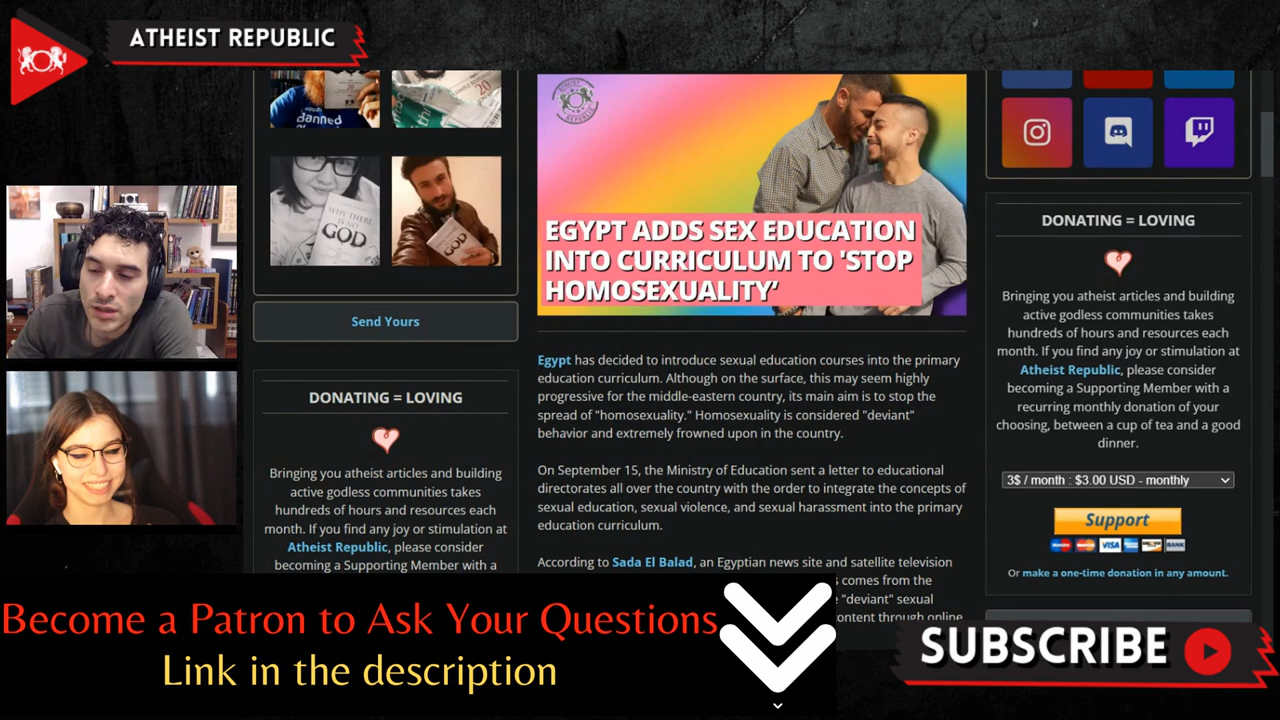 ATHEIST REPUBLIC
Banned
20
WHY THERE
IS NO
GOD
GOD
Send Yours
DONATING = LOVING
Bringing you atheist articles and building
active godless communities takes
hundreds of hours and resources each
month. If you find any joy or stimulation at
Atheist Republic, please consider
becoming a Supporting Member with a
EGYPT ADDS SEX EDUCATION
INTO CURRICULUM TO 'STOP
HOMOSEXUALITY'
Egypt has decided to introduce sexual education courses into the primary
education curriculum. Although on the surface, this may seem highly
progressive for the middle-eastern country, its main aim is to stop the
spread of "homosexuality." Homosexuality is considered "deviant"
behavior and extremely frowned upon in the country.
On September 15, the Ministry of Education sent a letter to educational
directorates all over the country with the order to integrate the concepts of
sexual education, sexual violence, and sexual harassment into the primary
education curriculum.
According to Sada El Balad, an Egyptian news site and satellite television
comes from the
"deviant" sexual
content through online
DONATING = LOVING
Bringing you atheist articles and building
active godless communities takes
hundreds of hours and resources each
month. If you find any joy or stimulation at
Atheist Republic, please consider
becoming a Supporting Member with a
recurring monthly donation of your
choosing, between a cup of tea and a good
dinner.
3$ / month : $3.00 USD - monthly
Support
VISA
BANK
Or make a one-time donation in any amount.
Become a Patron to Ask Your Questions
Link in the description
SUBSCRIBE